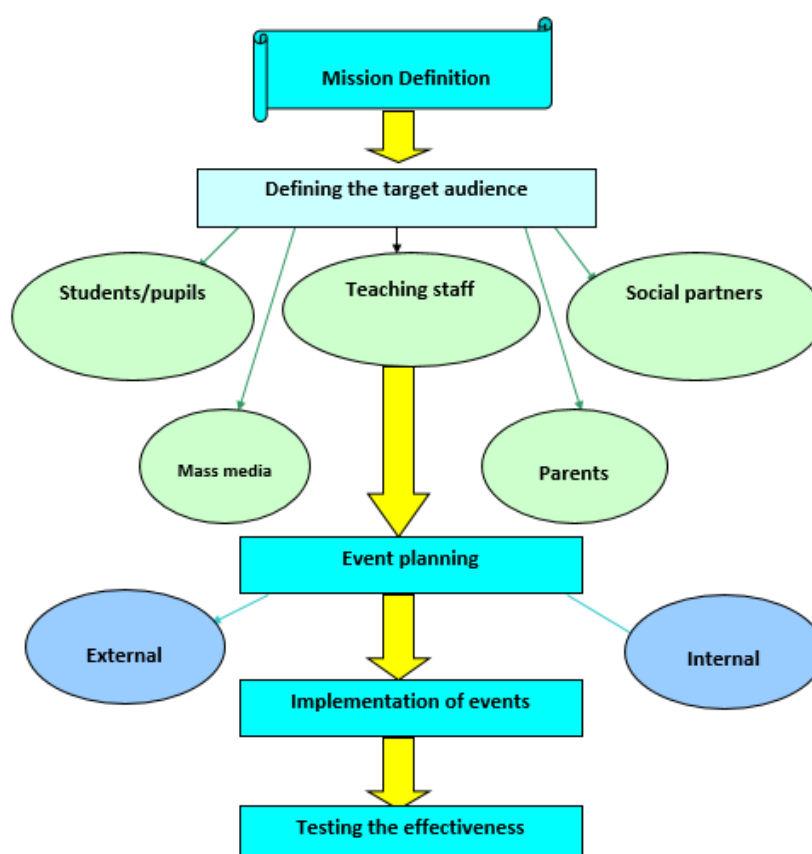 Mission Definition
Defining the target audience
Students/pupils
Teaching staff
Social partners
Mass media
Parents
Event planning
External
Internal
Implementation of events
Testing the effectiveness